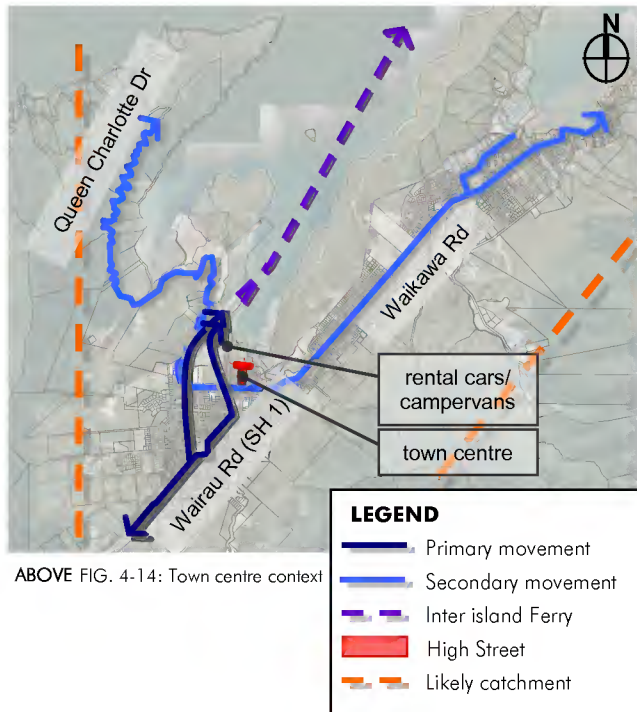 N
Queen Charlotte Dr
Waikawa Rd
rental cars/
campervans
town centre
Wairau Rd (SH 1)
ABOVE FIG. 4-14: Town centre context
LEGEND
Primary movement
Secondary movement
Inter island Ferry
High Street
Likely catchment